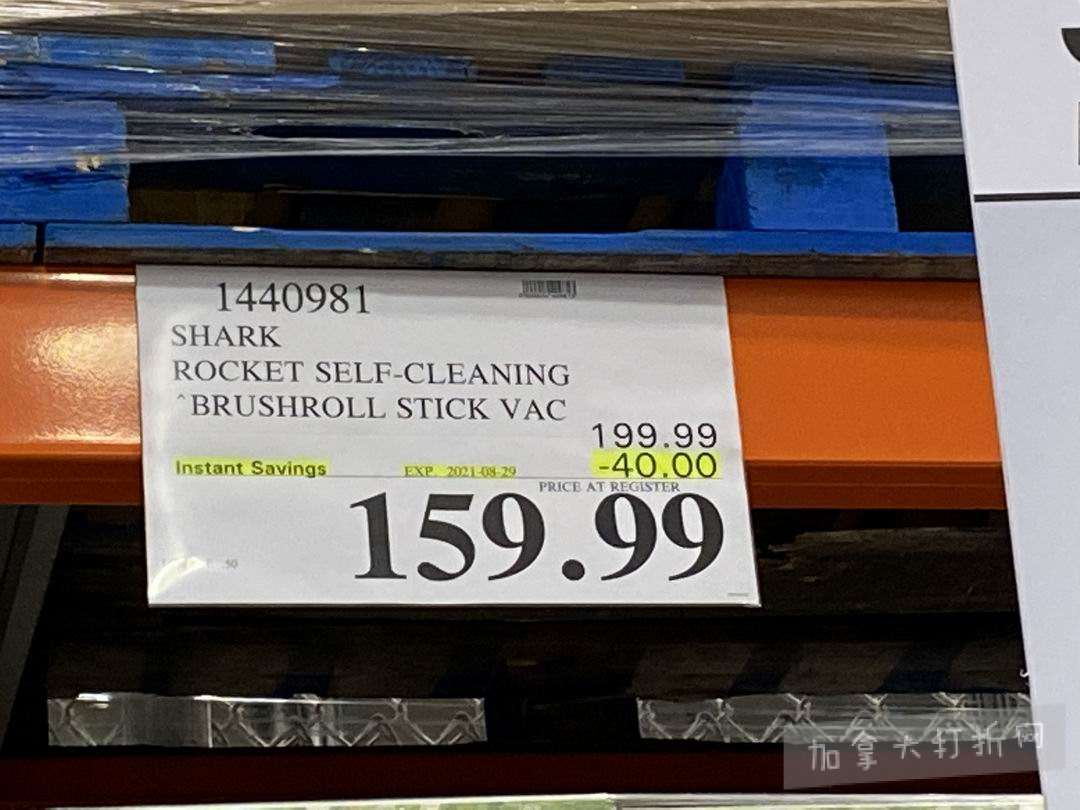 1440981
SHARK
ROCKET SELF-CLEANING
^BRUSHROLL STICK VAC
199.99
Instant Savings EXP. 2021-08-29 -40.00
PRICE AT REGISTER
159.99
50
加拿大打折网